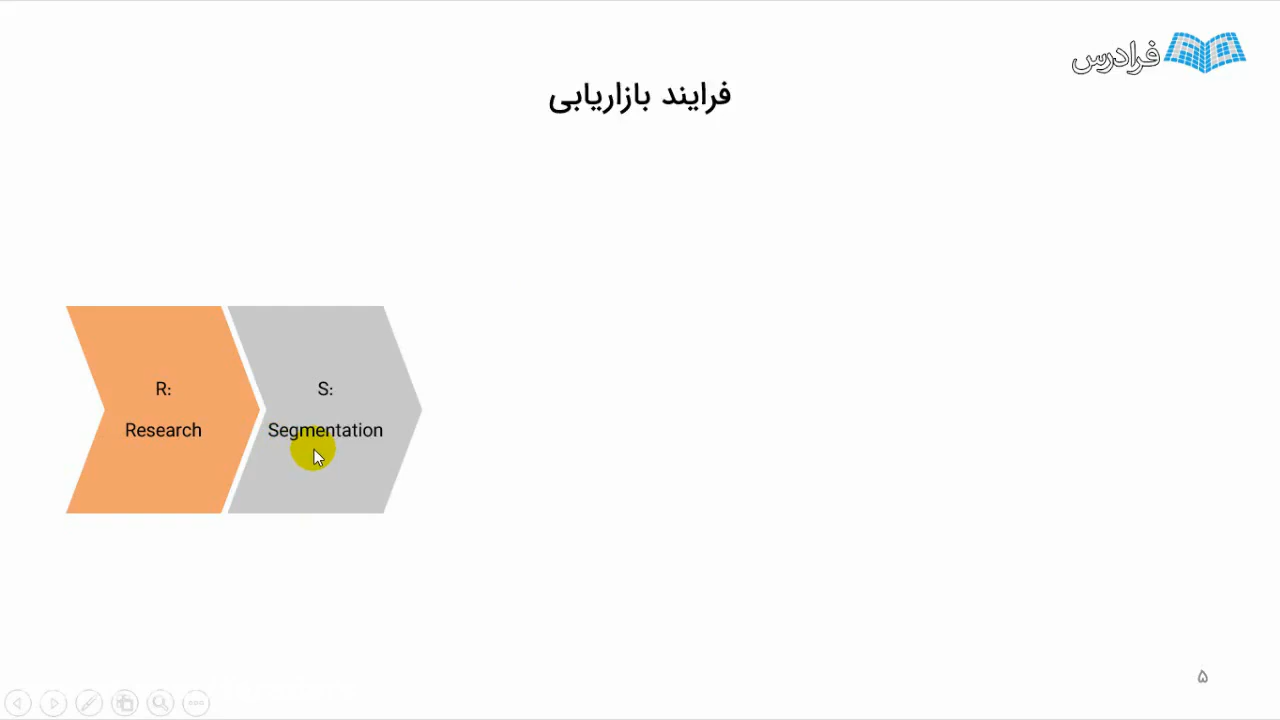 فرادرس
فرایند بازاریابی
R:
Research
S:
Segmentation
۵